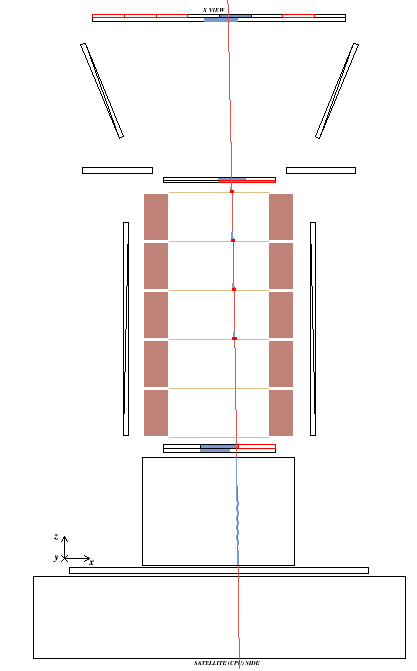 X VIEW
z
y x
SATELLITE (CPU) SIDE